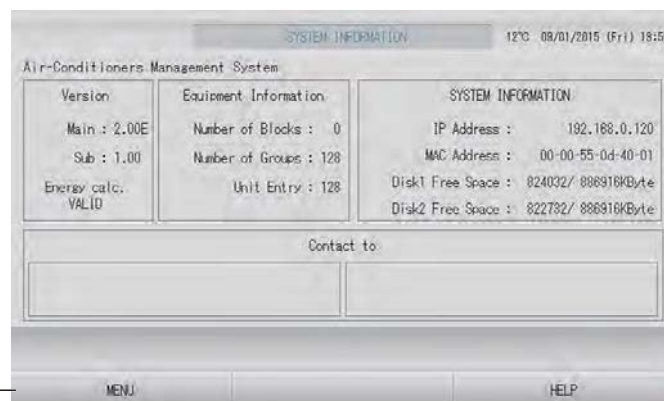 SYSTEM INFORMATION
12°C 09/01/2015 (Fri) 19:5
Air-Conditioners Management System
Version
Main : 2.00E
Sub : 1.00
Energy calc.
VALID
Equipment Information
Number of Blocks : 0
Number of Groups : 128
Unit Entry : 128
SYSTEM INFORMATION
IP Address : 192.168.0.120
MAC Address : 00-00-55-0d-40-01
Disk1 Free Space : 824032/ 886916KByte
Disk2 Free Space : 822732/ 886916KByte
Contact to
MENU
HELP